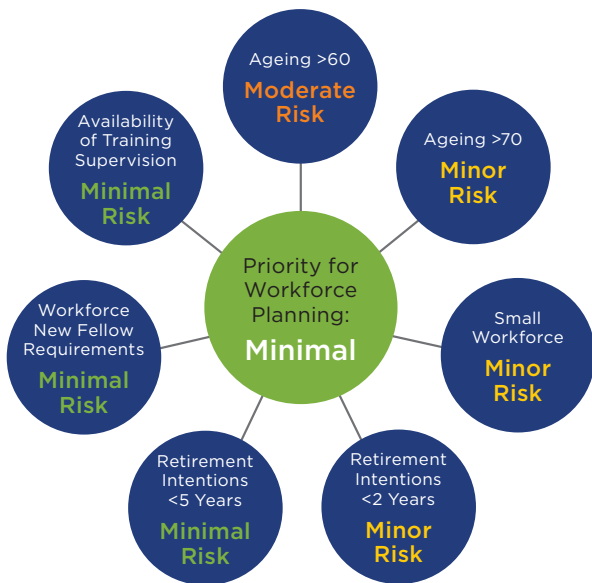 Ageing >60
Moderate
Risk
Ageing >70
Minor
Risk
Small
Workforce
Minor
Risk
Retirement
Intentions
<2 Years
Minor
Risk
Retirement
Intentions
<5 Years
Minimal
Risk
Workforce
New Fellow
Requirements
Minimal
Risk
Availability
of Training
Supervision
Minimal
Risk
Priority for
Workforce
Planning:
Minimal